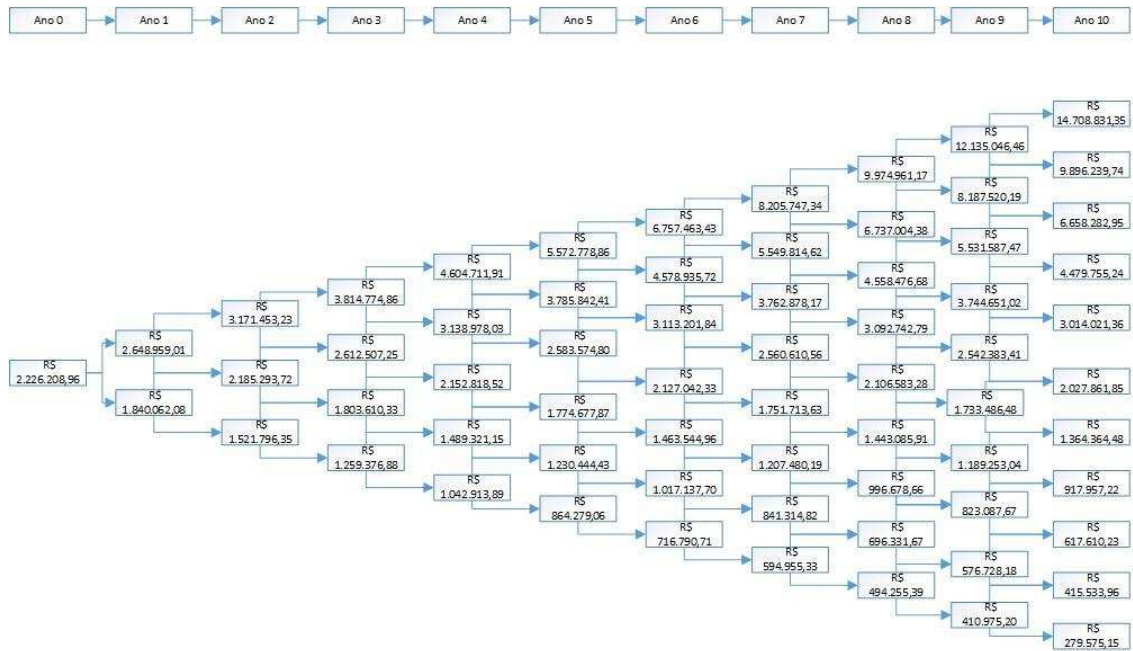 Ano 0
Ano 1
Ano 2
Ano 3
Ano 4
Ano 5
Ano 6
Ano 7
Ano 8
Ano 9
Ano 10
R$
2.226.208,96
R$
2.648.959,01
R$
1.840.062,08
R$
3.171.453,23
R$
2.185.293,72
R$
1.521.796,35
R$
3.814.774,86
R$
2.612.507,25
R$
1.803.610,33
R$
1.259.376,88
R$
4.604.711,91
R$
3.138.978,03
R$
2.152.818,52
R$
1.489.321,15
R$
1.042.913,89
R$
5.572.778,86
R$
3.785.842,41
R$
2.583.574,80
R$
1.774.677,87
R$
1.230.444,43
R$
864.279,06
R$
6.757.463,43
R$
4.578.935,72
R$
3.113.201,84
R$
2.127.042,33
R$
1.463.544,96
R$
1.017.137,70
R$
716.790,71
R$
8.205.747,34
R$
5.549.814,62
R$
3.762.878,17
R$
2.560.610,56
R$
1.751.713,63
R$
1.207.480,19
R$
841.314,82
R$
594.955,33
R$
9.974.961,17
R$
6.737.004,38
R$
4.558.476,68
R$
3.092.742,79
R$
2.106.583,28
R$
1.443.085,91
R$
996.678,66
R$
696.331,67
R$
494.255,39
R$
12.135.046,46
R$
8.187.520,19
R$
5.531.587,47
R$
3.744.651,02
R$
2.542.383,41
R$
1.733.486,48
R$
1.189.253,04
R$
823.087,67
R$
576.728,18
R$
410.975,20
R$
14.708.831,35
R$
9.896.239,74
R$
6.658.282,95
R$
4.479.755,24
R$
3.014.021,36
R$
2.027.861,85
R$
1.364.364,48
R$
917.957,22
R$
617.610,23
R$
415.533,96
R$
279.575,15